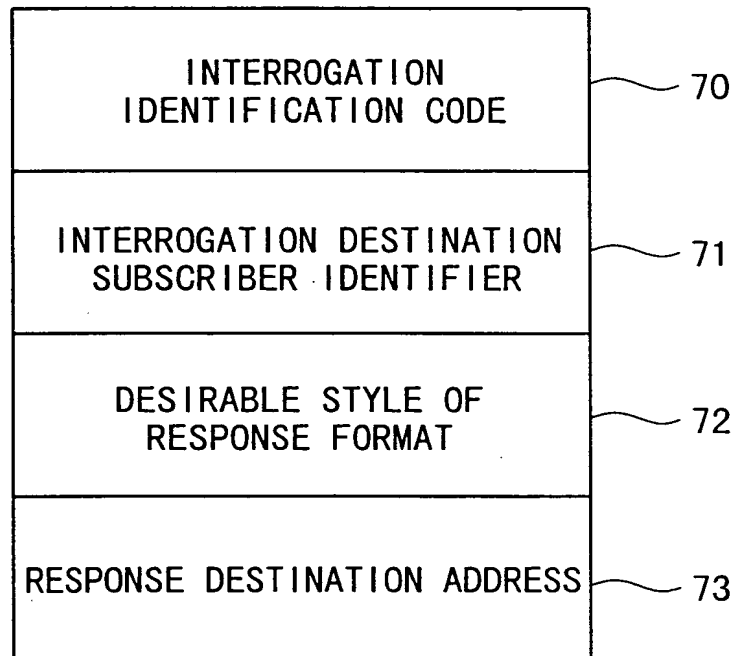 INTERROGATION
IDENTIFICATION CODE
70
INTERROGATION DESTINATION
SUBSCRIBER IDENTIFIER
71
DESIRABLE STYLE OF
RESPONSE FORMAT
72
RESPONSE DESTINATION ADDRESS
73